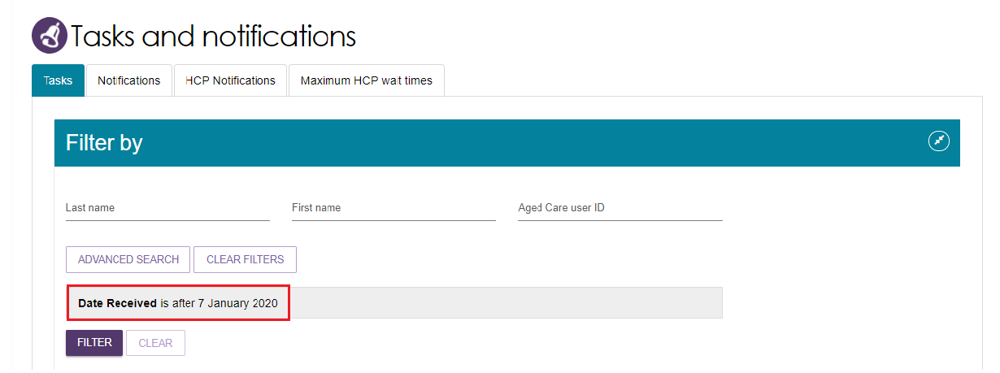 Tasks and notifications
Tasks Notifications HCP Notifications Maximum HCP wait times
Filter by
Last name First name Aged Care user ID
ADVANCED SEARCH CLEAR FILTERS
Date Received is after 7 January 2020
FILTER CLEAR